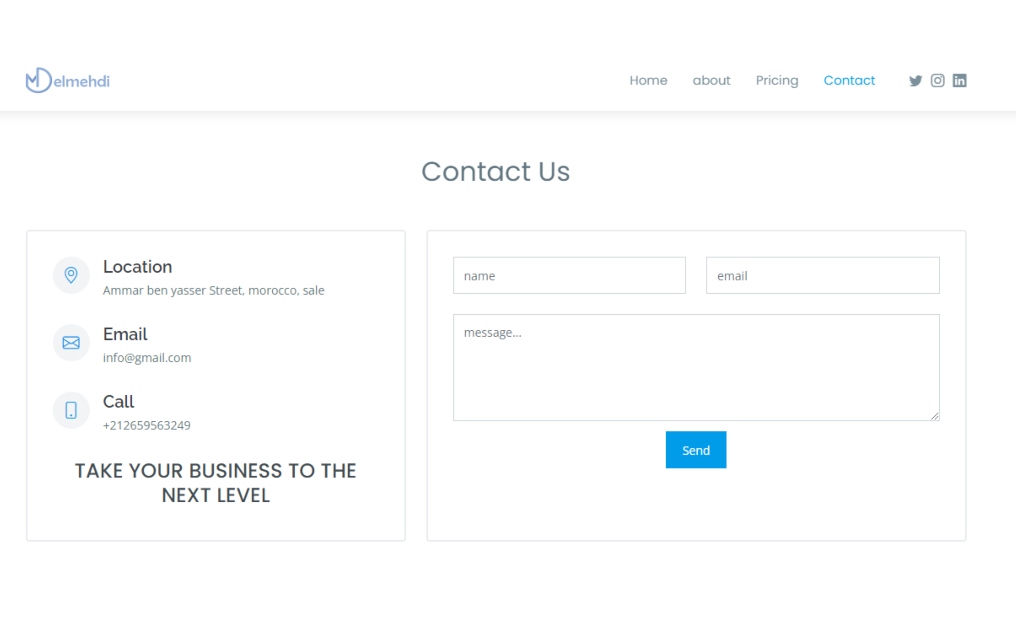 MDelmehdi
Home about Pricing Contact
Contact Us
Location
Ammar ben yasser Street, morocco, sale
Email
info@gmail.com
Call
+212659563249
TAKE YOUR BUSINESS TO THE
NEXT LEVEL
name email
message...
Send